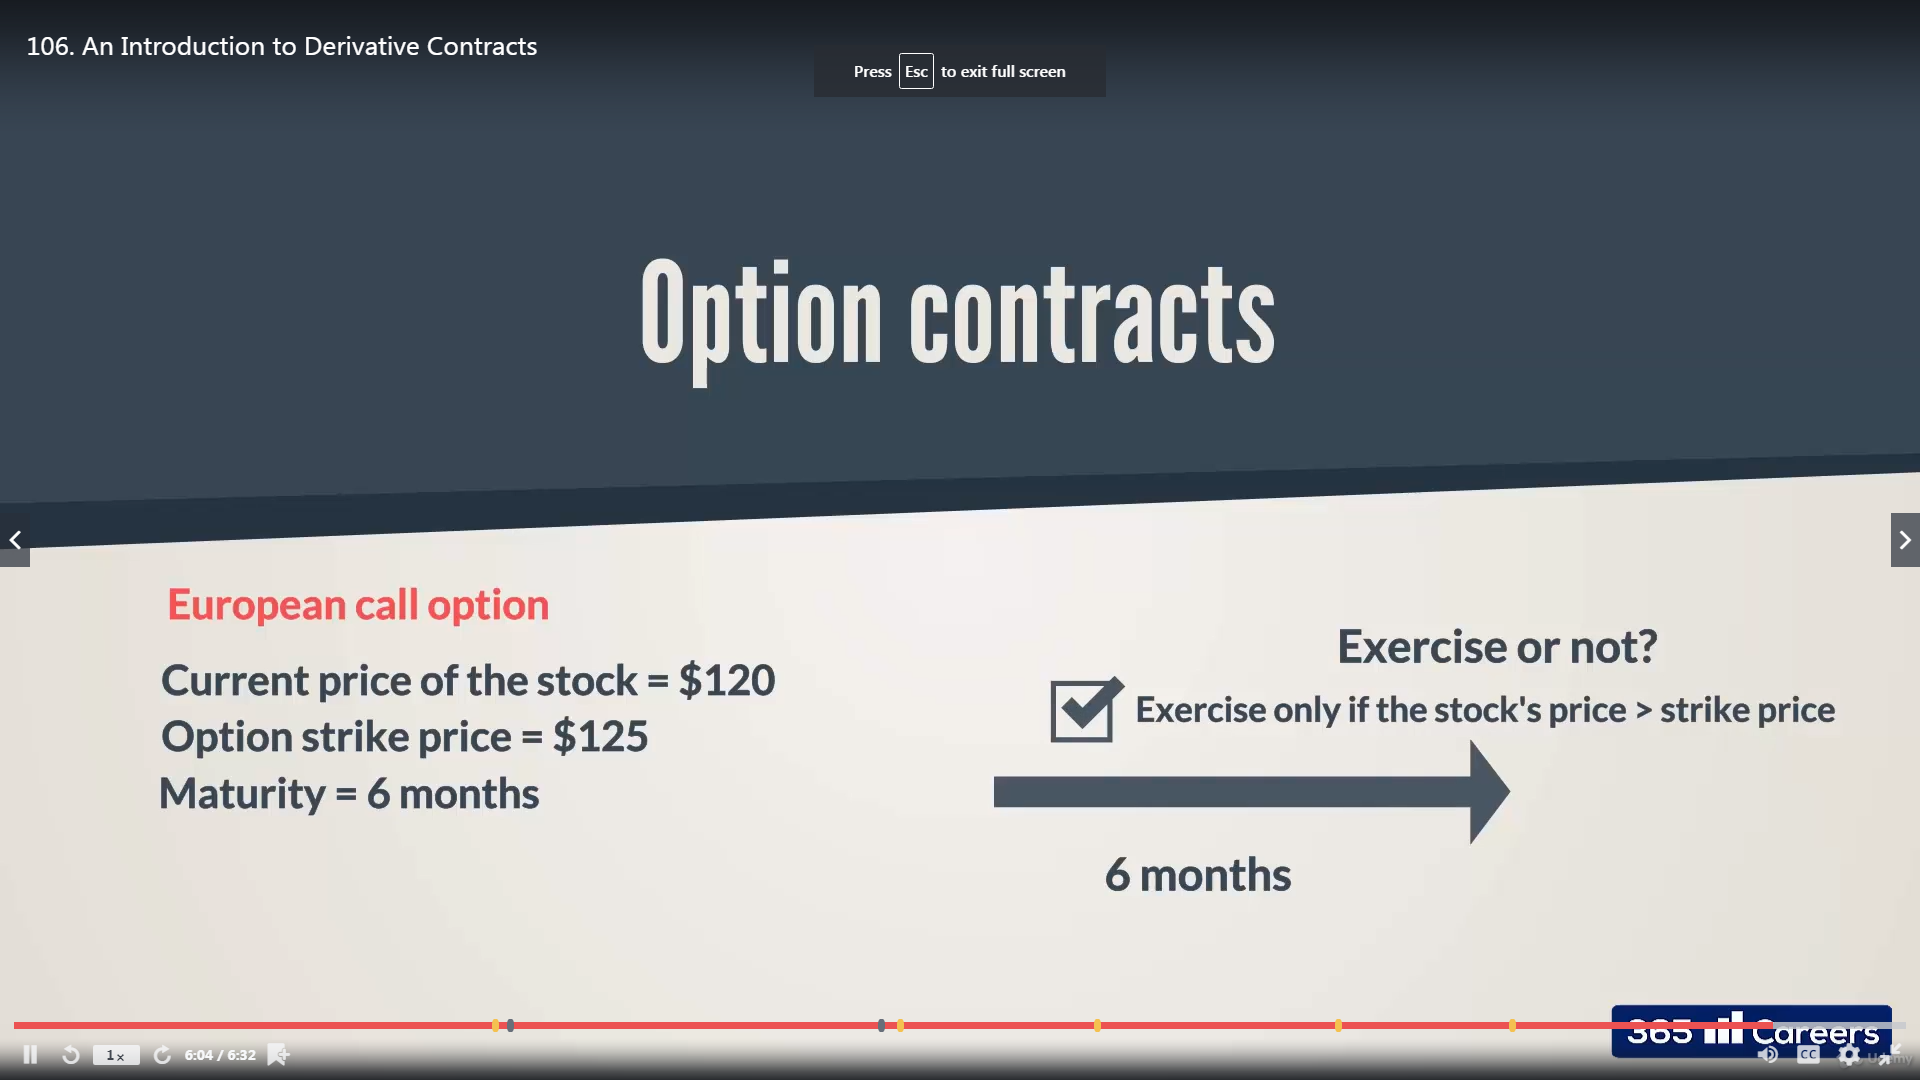 106. An Introduction to Derivative Contracts
Press Esc to exit full screen
Option contracts
European call option
Current price of the stock = $120
Option strike price = $125
Maturity = 6 months
Exercise or not?
Exercise only if the stock's price > strike price
6 months
365 Careers
1x
6:04 / 6:32
CC
Udemy